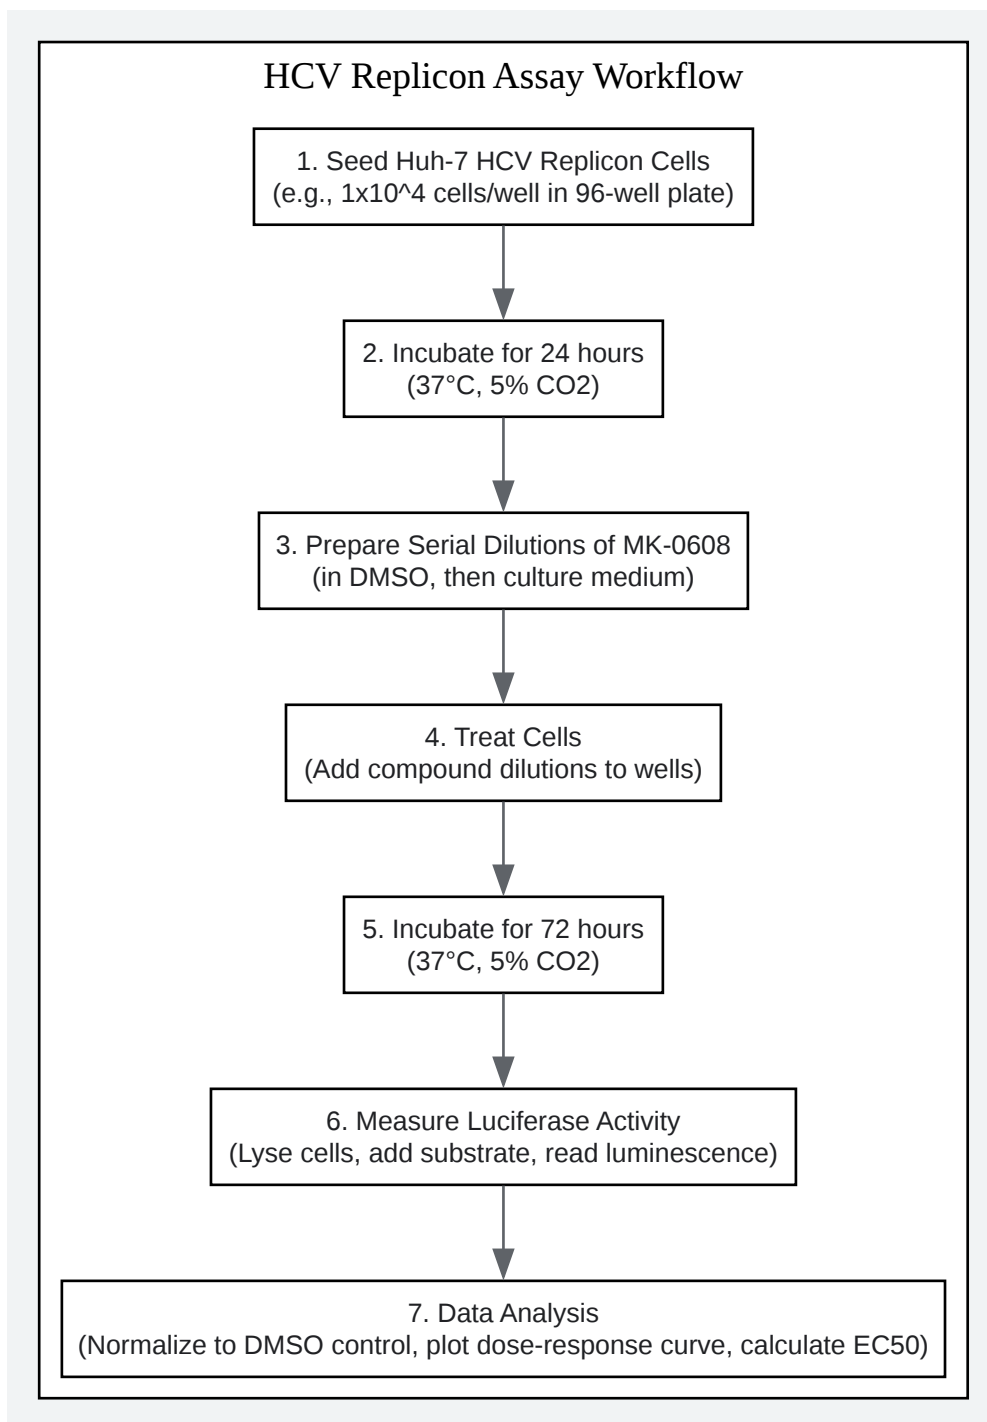 HCV Replicon Assay Workflow
1. Seed Huh-7 HCV Replicon Cells
(e.g., 1x10^4 cells/well in 96-well plate)
2. Incubate for 24 hours
(37°C, 5% CO2)
3. Prepare Serial Dilutions of MK-0608
(in DMSO, then culture medium)
4. Treat Cells
(Add compound dilutions to wells)
5. Incubate for 72 hours
(37°C, 5% CO2)
6. Measure Luciferase Activity
(Lyse cells, add substrate, read luminescence)
7. Data Analysis
(Normalize to DMSO control, plot dose-response curve, calculate EC50)